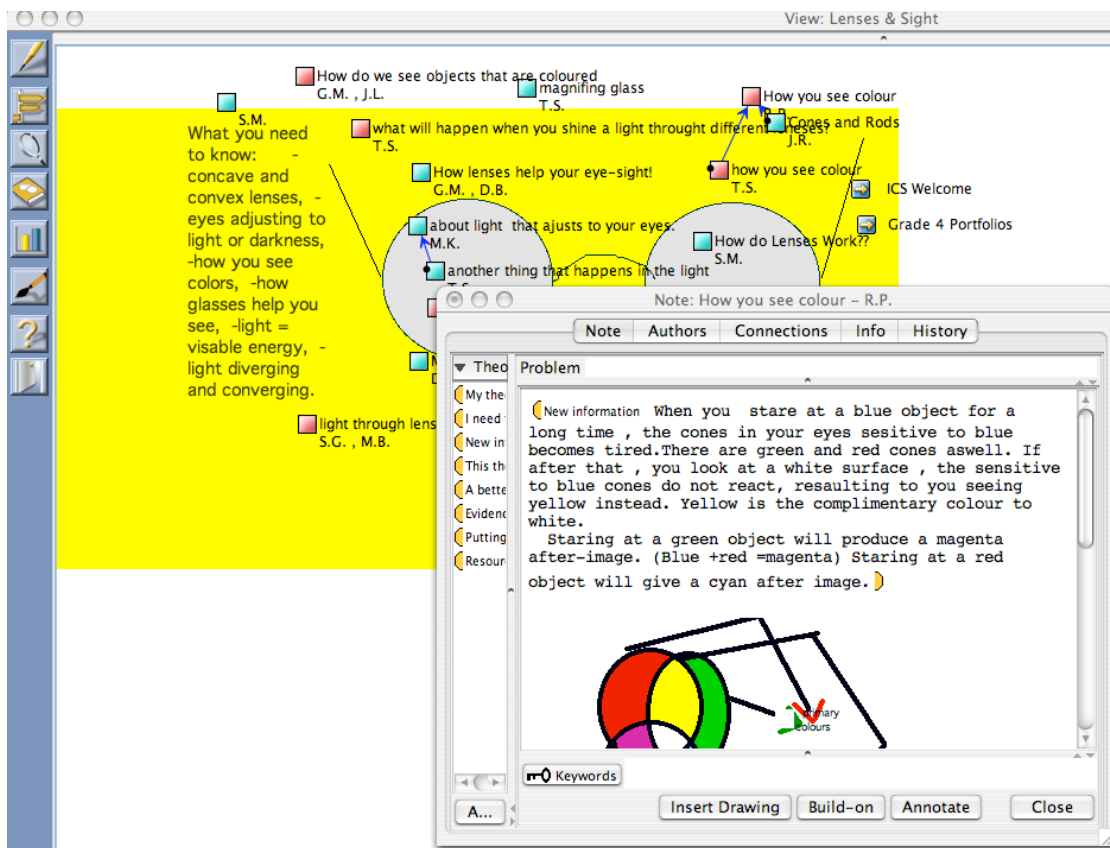 View: Lenses & Sight
How do we see objects that are coloured
G.M. , J.L.
magnifing glass
T.S.
How you see colour
S.M.
Cones and Rods
J.R.
What you need
to know: -
concave and
convex lenses, -
eyes adjusting to
light or darkness,
-how you see
colors, -how
glasses help you
see, -light =
visable energy, -
light diverging
and converging.
what will happen when you shine a light throught different
T.S.
How lenses help your eye-sight!
G.M. , D.B.
how you see colour
T.S.
ICS Welcome
Grade 4 Portfolios
about light that ajusts to your eyes.
M.K.
How do Lenses Work??
S.M.
another thing that happens in the light
light through lens
S.G. , M.B.
Note: How you see colour – R.P.
Note Authors Connections Info History
Theo
Problem
My the
I need
New in
This th
A bette
Evidenc
Putting
Resour
New information When you stare at a blue object for a
long time , the cones in your eyes sesitive to blue
becomes tired.There are green and red cones aswell. If
after that , you look at a white surface , the sensitive
to blue cones do not react, resaulting to you seeing
yellow instead. Yellow is the complimentary colour to
white.
Staring at a green object will produce a magenta
after-image. (Blue +red =magenta) Staring at a red
object will give a cyan after image.
primary
colours
Keywords
A...
Insert Drawing Build-on Annotate Close